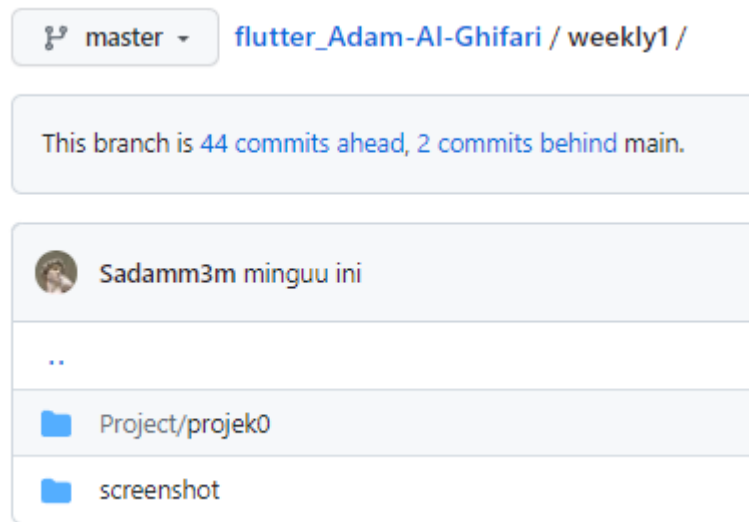 master flutter_Adam-Al-Ghifari / weekly1 /
This branch is 44 commits ahead, 2 commits behind main.
Sadamm3m minguu ini
..
Project/projek0
screenshot